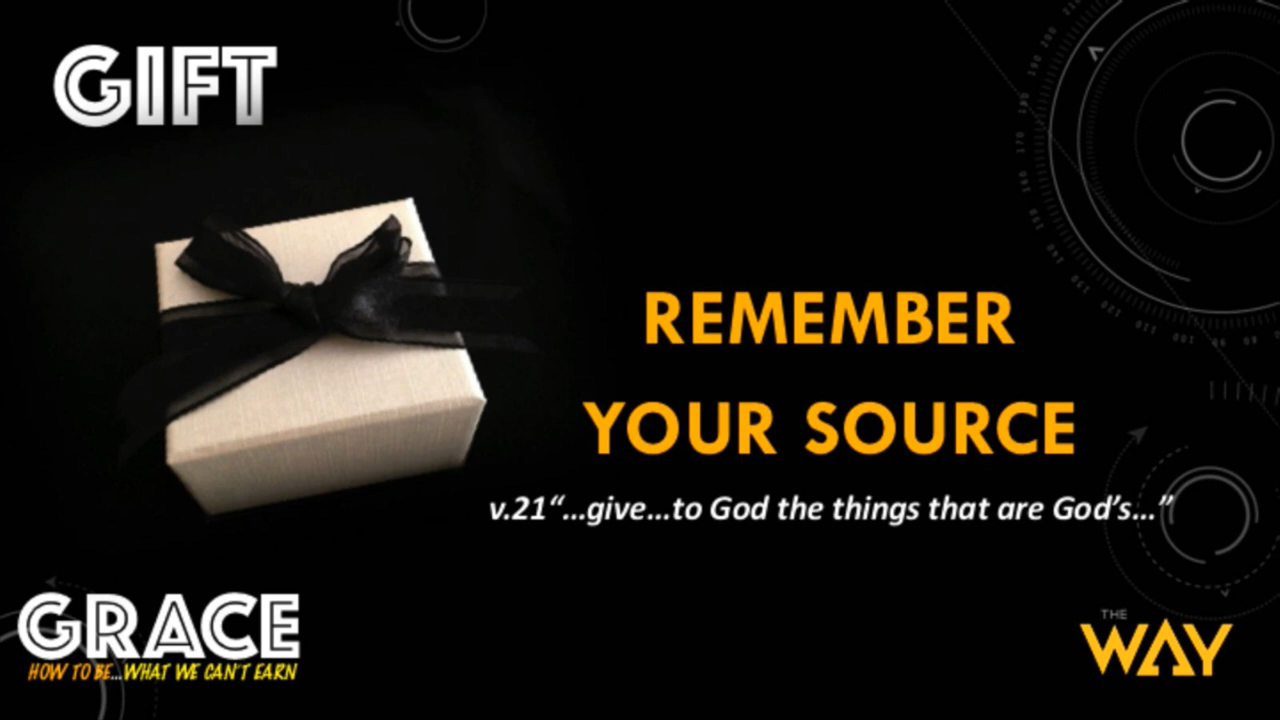 GIFT
REMEMBER
YOUR SOURCE
v.21“...give...to God the things that are God’s...”
GRACE
HOW TO BE...WHAT WE CAN'T EARN
THE
WAY